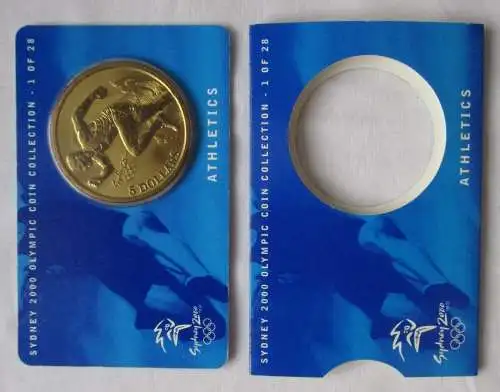 SYDNEY 2000 OLYMPIC COIN COLLECTION - 1 OF 28
5 DOLLARS
ATHLETICS
Sydney 2000
SYDNEY 2000 OLYMPIC COIN COLLECTION - 1 OF 28
ATHLETICS
Sydney 2000